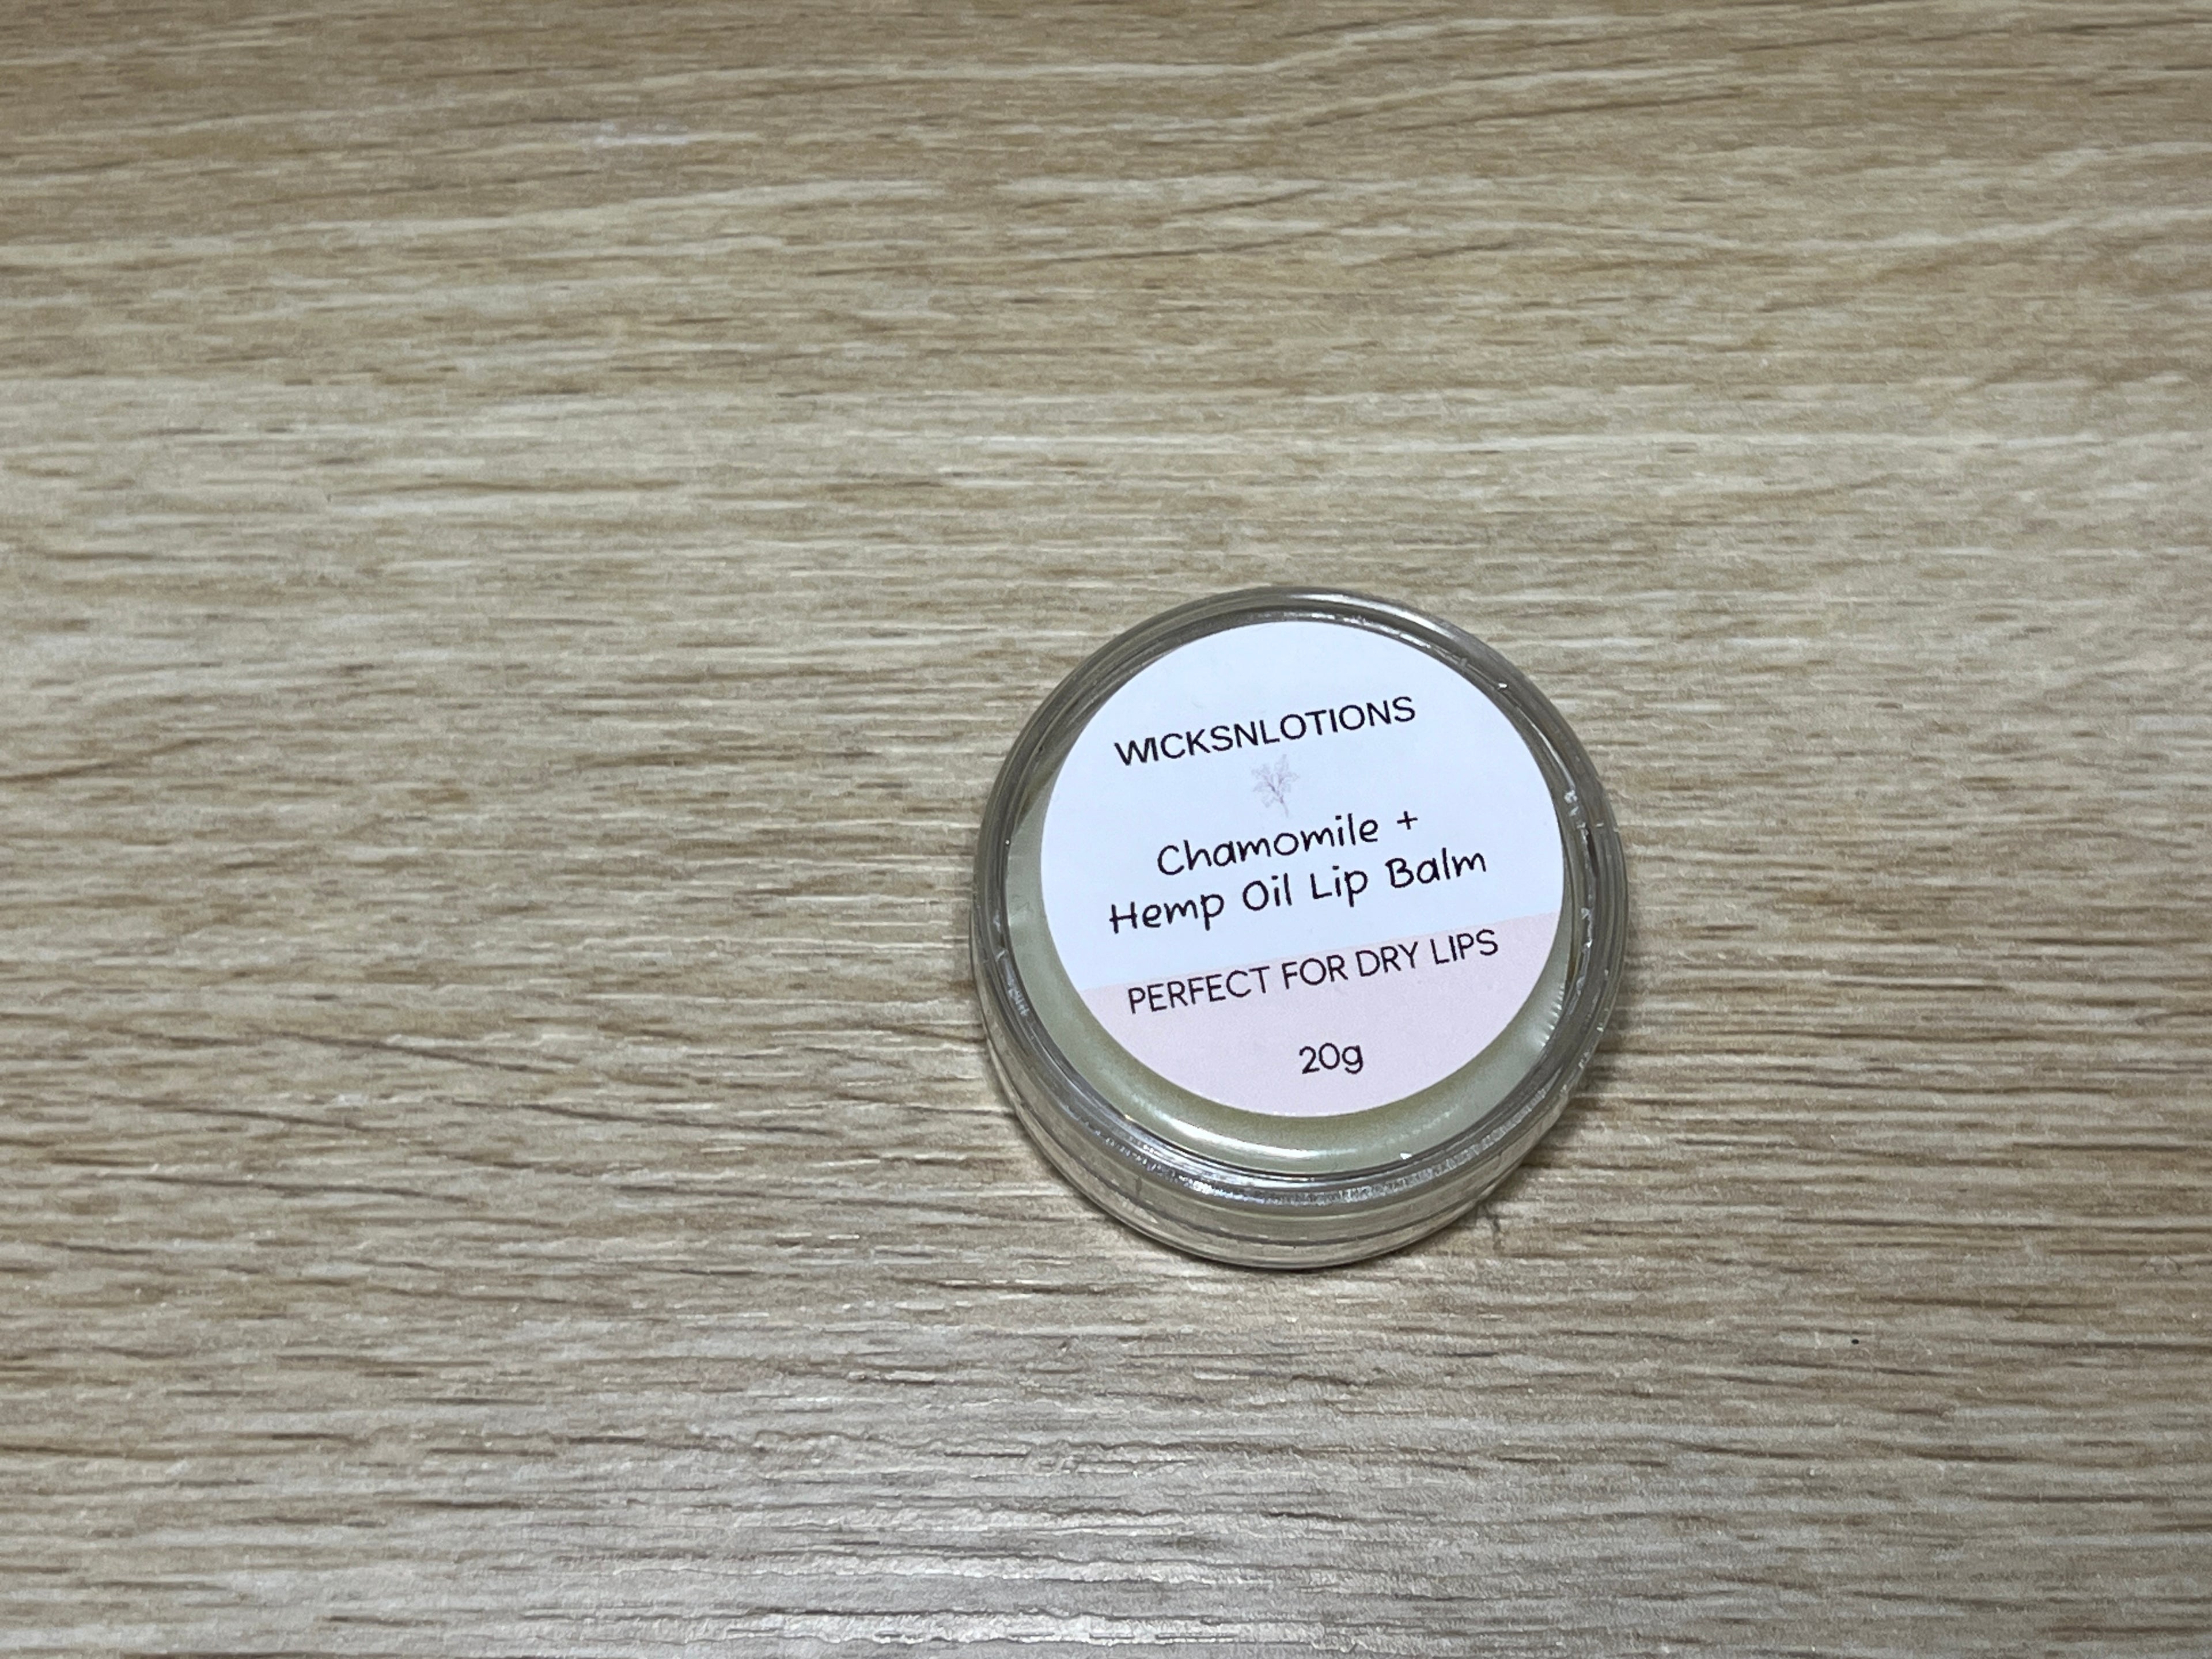 WICKSNLOTIONS
Chamomile +
Hemp Oil Lip Balm
PERFECT FOR DRY LIPS
20g